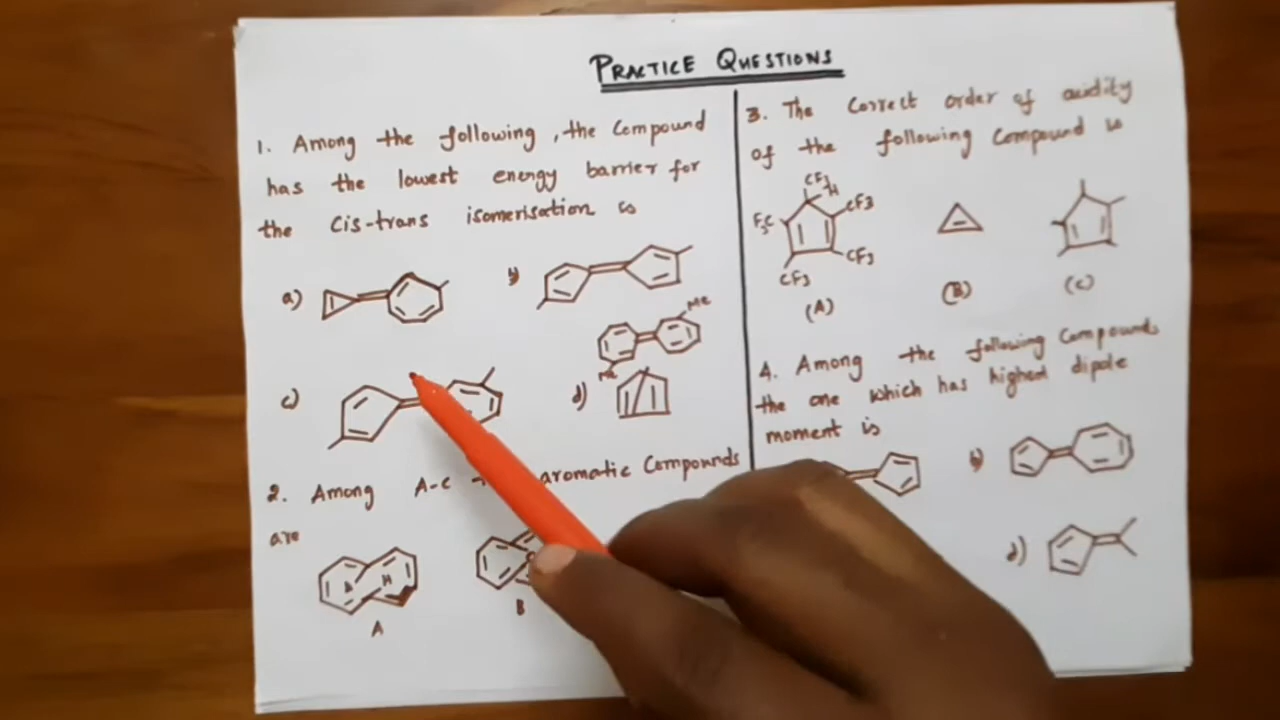 PRACTICE QUESTIONS
1. Among the following, the compound
has the lowest energy barrier for
the cis-trans isomerisation is
a)
b)
Me
Me
c)
d)
2. Among A-C aromatic compounds
are
A
B
3. The correct order of acidity
of the following compound is
CF3
H
F3C
CF3
CF3
CF3
(A)
(B)
(C)
4. Among the following compounds
the one which has highest dipole
moment is
b)
d)